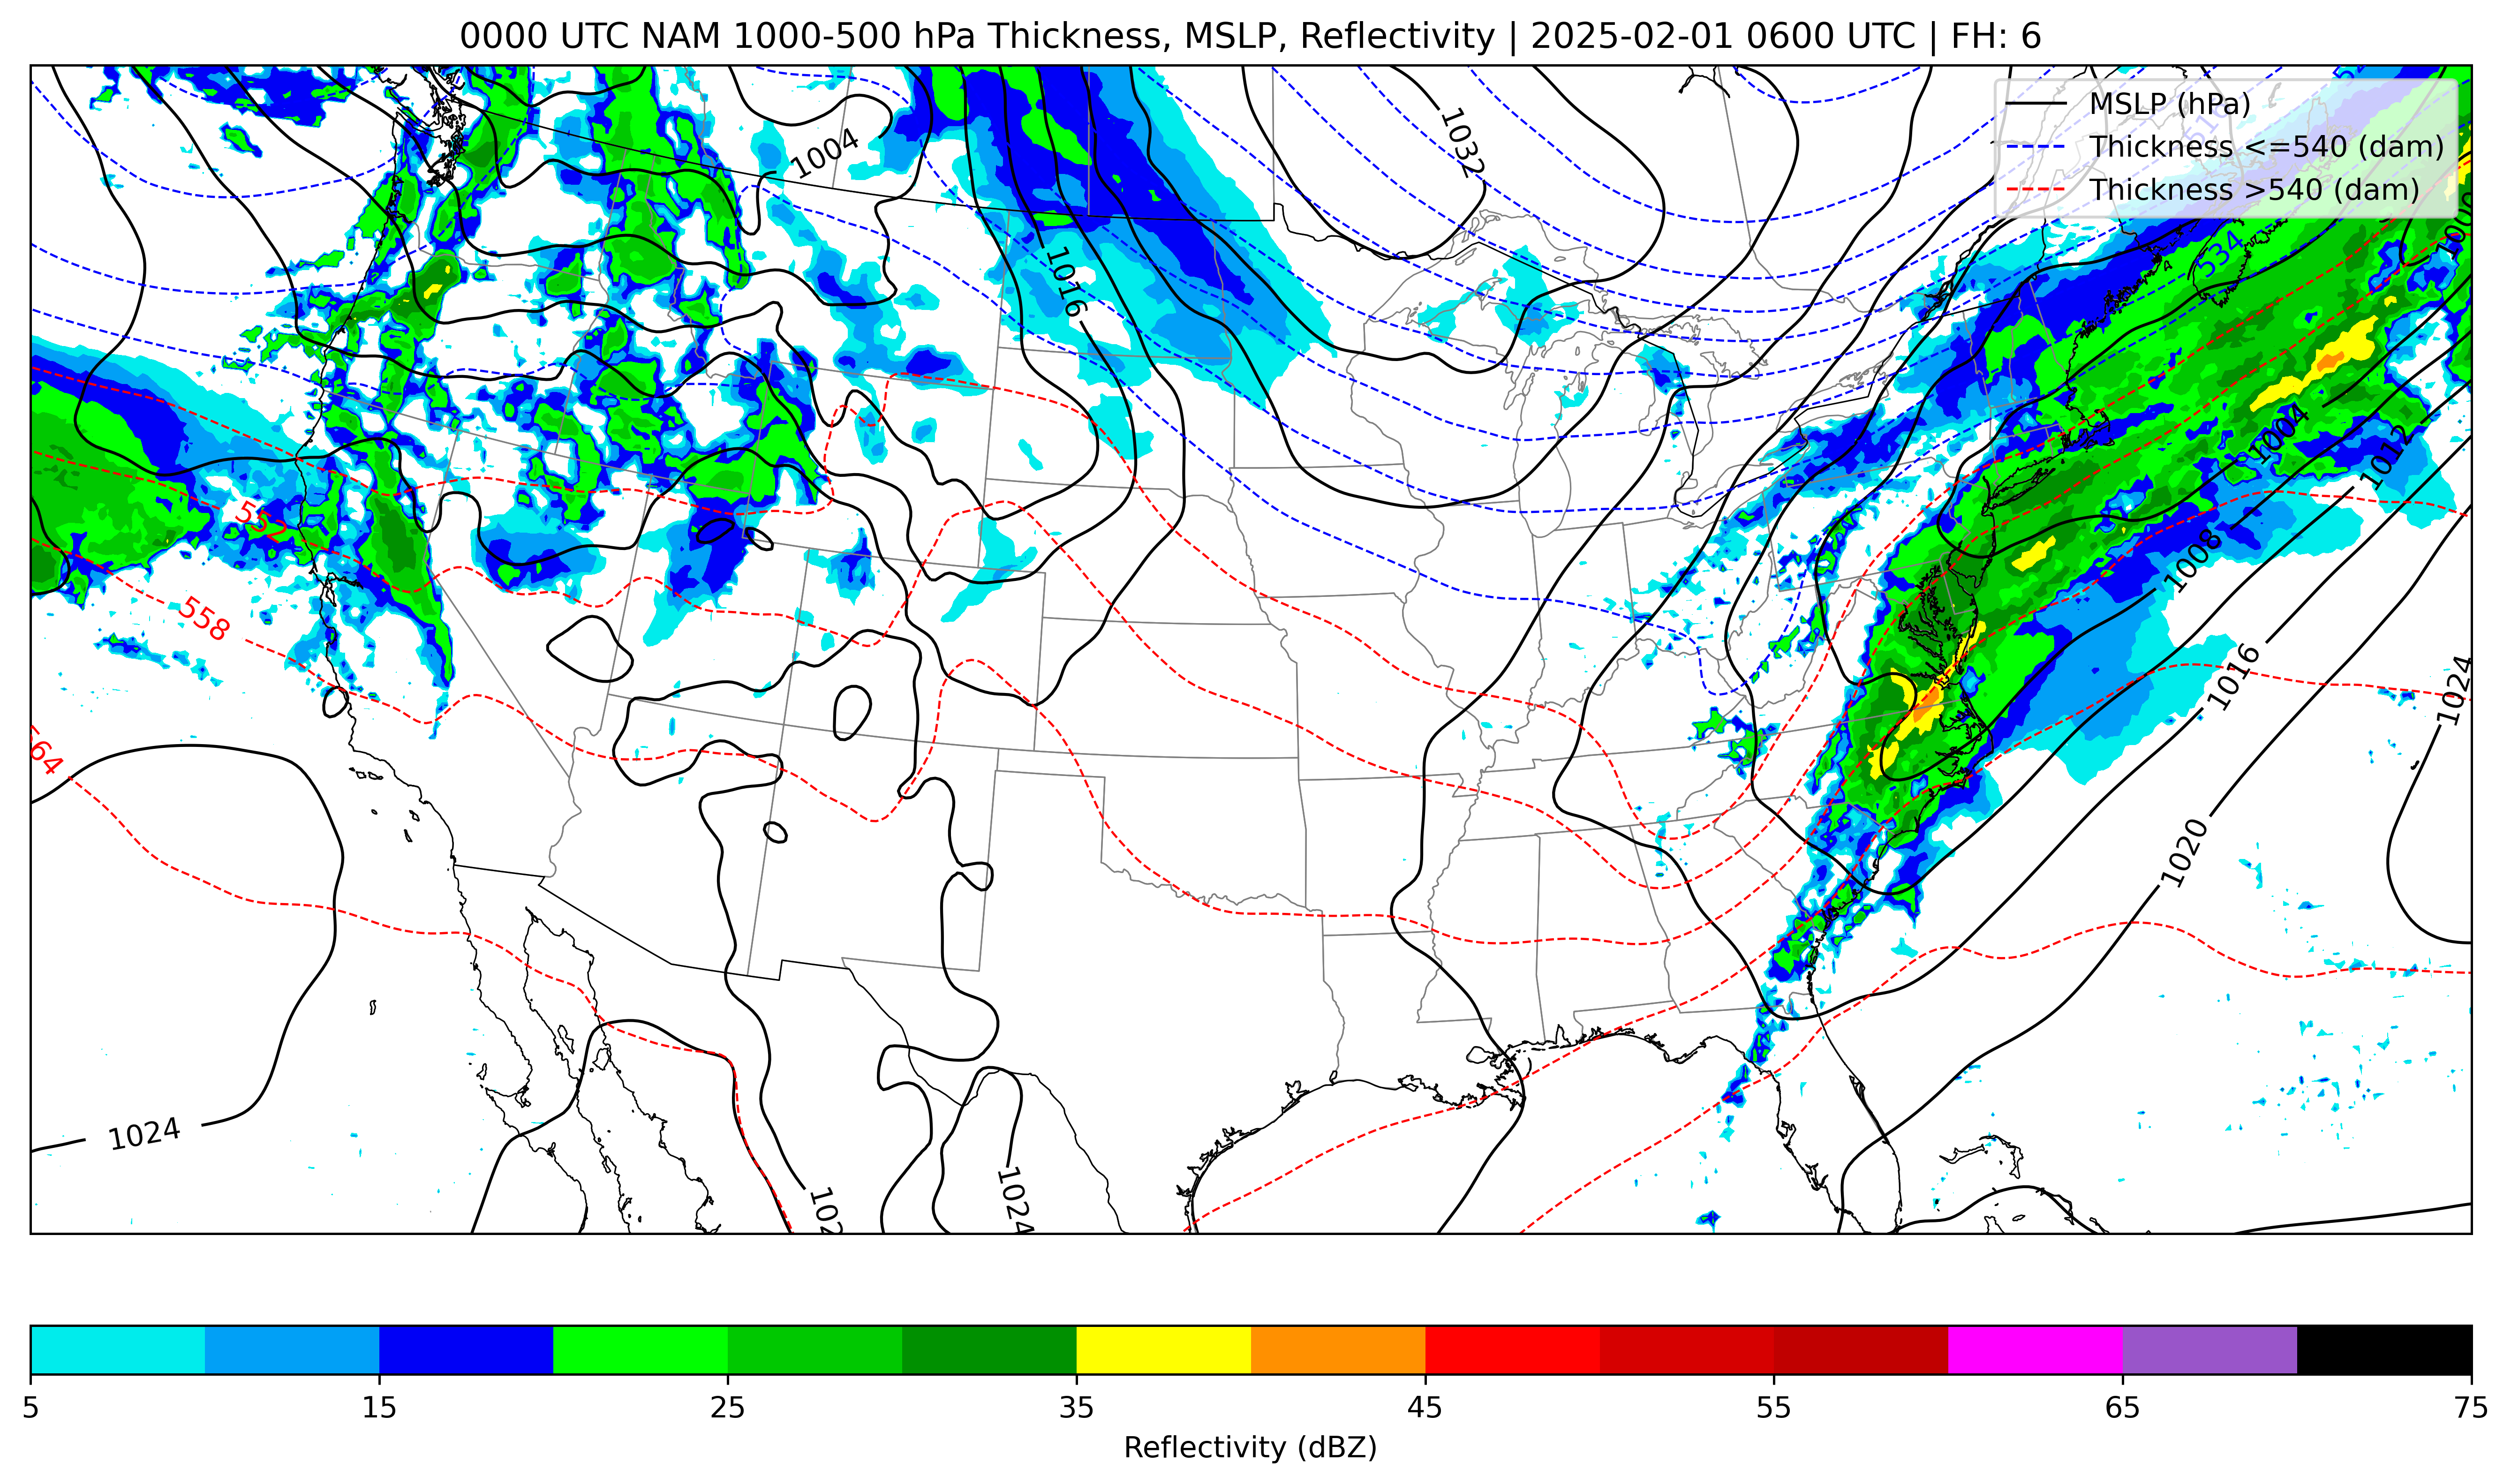 0000 UTC NAM 1000-500 hPa Thickness, MSLP, Reflectivity | 2025-02-01 0600 UTC | FH: 6
MSLP (hPa)
Thickness <=540 (dam)
Thickness >540 (dam)
1004
1032
516
534
1000
1016
1004
1012
552
558
564
1008
1016
1024
1020
1024
1024
5 15 25 35 45 55 65 75
Reflectivity (dBZ)